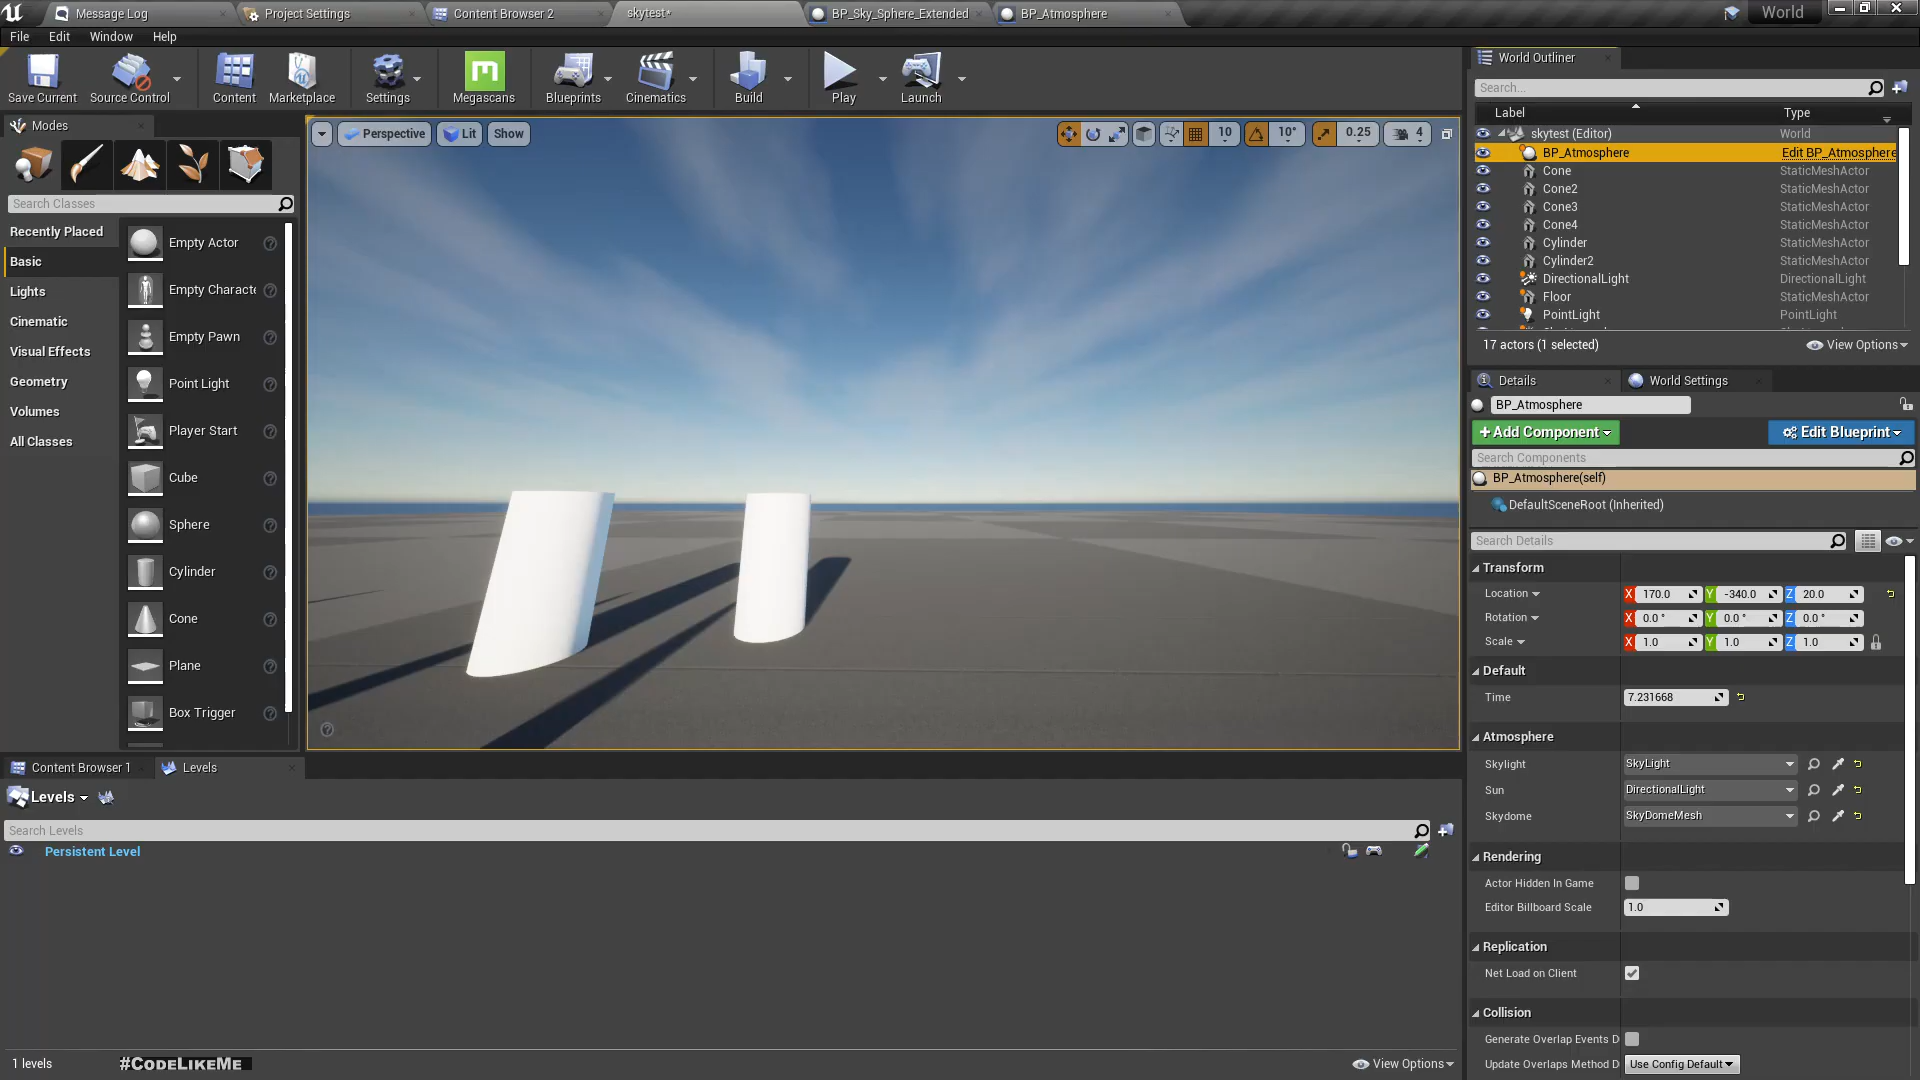 Message Log
Project Settings
Content Browser 2
skytest*
BP_Sky_Sphere_Extended
BP_Atmosphere
World
File
Edit
Window
Help
Save Current
Source Control
Content
Marketplace
Settings
Megascans
Blueprints
Cinematics
Build
Play
Launch
Modes
Search Classes
Recently Placed
Basic
Lights
Cinematic
Visual Effects
Geometry
Volumes
All Classes
Empty Actor
Empty Characte
Empty Pawn
Point Light
Player Start
Cube
Sphere
Cylinder
Cone
Plane
Box Trigger
Perspective
Lit
Show
10
10°
0.25
4
World Outliner
Search...
Label
Type
skytest (Editor)
World
BP_Atmosphere
Edit BP_Atmosphere
Cone
StaticMeshActor
Cone2
StaticMeshActor
Cone3
StaticMeshActor
Cone4
StaticMeshActor
Cylinder
StaticMeshActor
Cylinder2
StaticMeshActor
DirectionalLight
DirectionalLight
Floor
StaticMeshActor
PointLight
PointLight
17 actors (1 selected)
View Options
Details
World Settings
BP_Atmosphere
+Add Component
Edit Blueprint
Search Components
BP_Atmosphere(self)
DefaultSceneRoot (Inherited)
Search Details
Transform
Location
X 170.0 Y -340.0 Z 20.0
Rotation
X 0.0 ° Y 0.0 ° Z 0.0 °
Scale
X 1.0 Y 1.0 Z 1.0
Default
Time
7.231668
Atmosphere
Skylight
SkyLight
Sun
DirectionalLight
Skydome
SkyDomeMesh
Rendering
Actor Hidden In Game
Editor Billboard Scale
1.0
Replication
Net Load on Client
Collision
Generate Overlap Events D
Update Overlaps Method D
Use Config Default
Content Browser 1
Levels
Levels
Search Levels
Persistent Level
1 levels
#CodeLikeMe
View Options